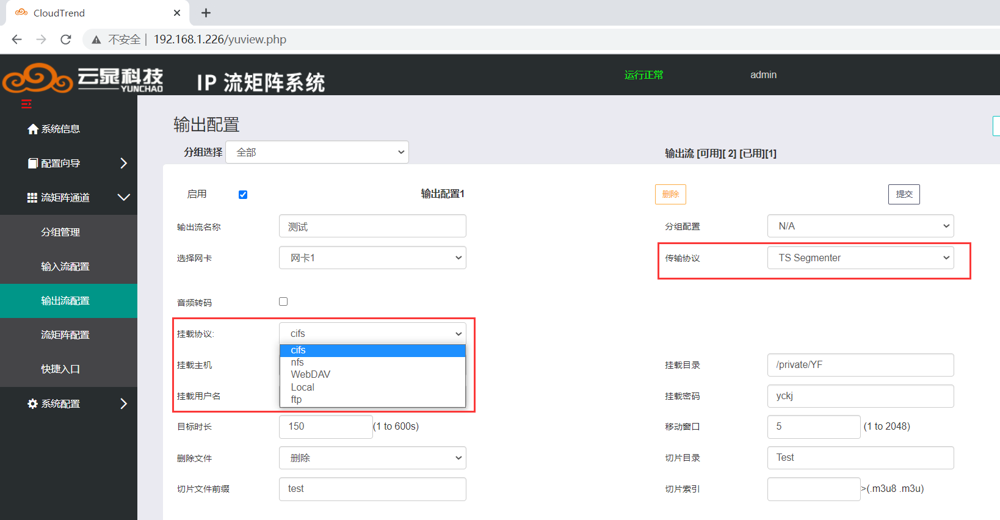 CloudTrend
不安全 | 192.168.1.226/yuview.php
云晁科技
YUNCHAO
IP 流矩阵系统
运行正常
admin
系统信息
配置向导
流矩阵通道
分组管理
输入流配置
输出流配置
流矩阵配置
快捷入口
系统配置
输出配置
分组选择 全部
输出流 [可用][ 2] [已用][1]
启用 输出配置1 删除 提交
输出流名称 测试 分组配置 N/A
选择网卡 网卡1 传输协议 TS Segmenter
音频转码
挂载协议: cifs
cifs
nfs
WebDAV
Local
ftp
挂载主机 挂载目录 /private/YF
挂载用户名 挂载密码 yckj
目标时长 150 (1 to 600s) 移动窗口 5 (1 to 2048)
删除文件 删除 切片目录 Test
切片文件前缀 test 切片索引 >(.m3u8 .m3u)